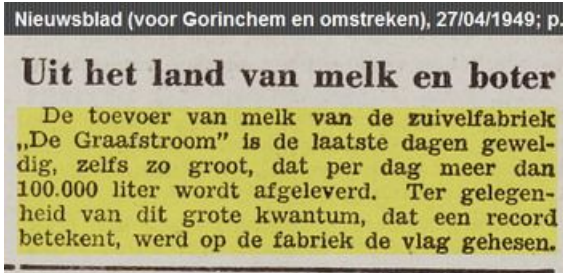 Nieuwsblad (voor Gorinchem en omstreken), 27/04/1949; p.
Uit het land van melk en boter
De toevoer van melk van de zuivelfabriek
„De Graafstroom” is de laatste dagen gewel-
dig, zelfs zo groot, dat per dag meer dan
100.000 liter wordt afgeleverd. Ter gelegen-
heid van dit grote kwantum, dat een record
betekent, werd op de fabriek de vlag gehesen.